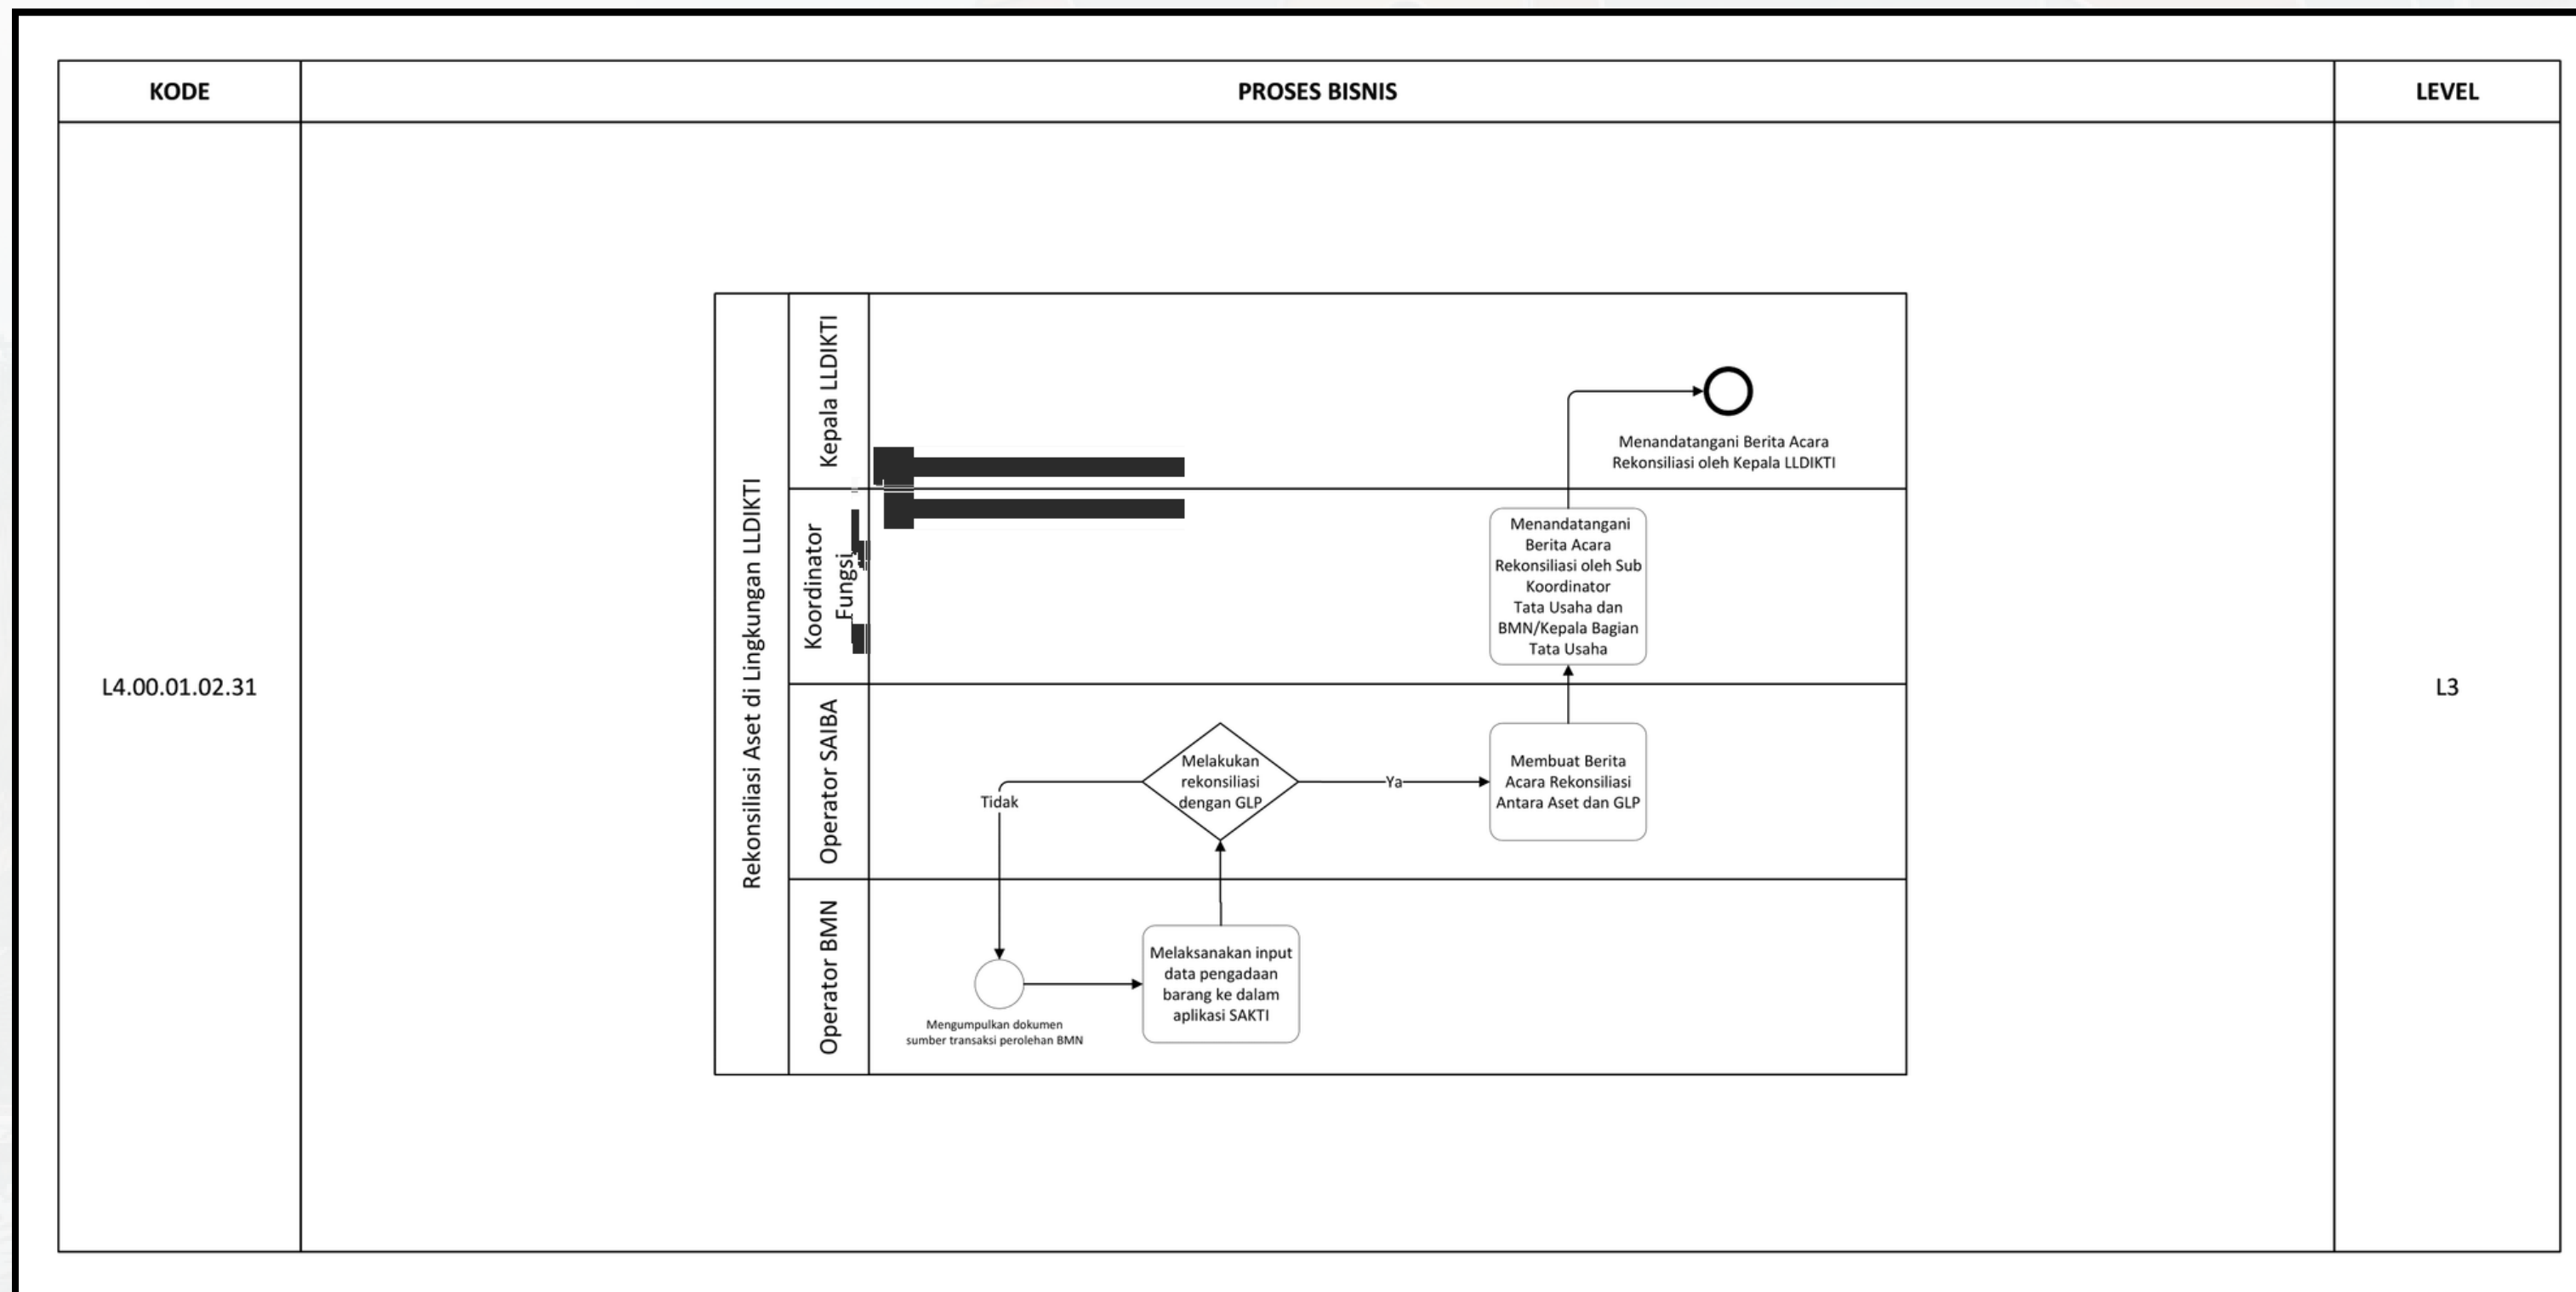 KODE
PROSES BISNIS
LEVEL
L4.00.01.02.31
Rekonsiliasi Aset di Lingkungan LLDIKTI
Kepala LLDIKTI
Menandatangani Berita Acara
Rekonsiliasi oleh Kepala LLDIKTI
Koordinator
Fungsi
Menandatangani
Berita Acara
Rekonsiliasi oleh Sub
Koordinator
Tata Usaha dan
BMN/Kepala Bagian
Tata Usaha
Operator SAIBA
Tidak
Melakukan
rekonsiliasi
dengan GLP
Ya
Membuat Berita
Acara Rekonsiliasi
Antara Aset dan GLP
Operator BMN
Mengumpulkan dokumen
sumber transaksi perolehan BMN
Melaksanakan input
data pengadaan
barang ke dalam
aplikasi SAKTI
L3